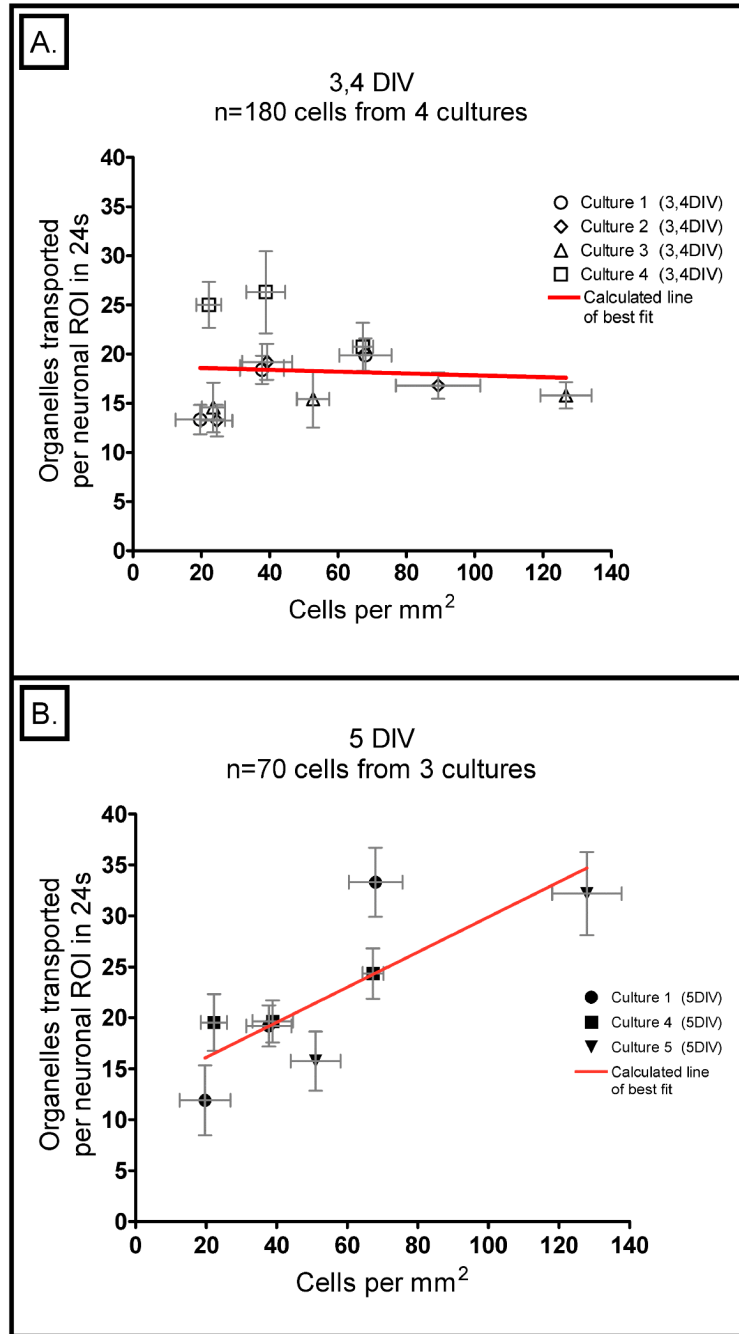 A.
3,4 DIV
n=180 cells from 4 cultures
Organelles transported
per neuronal ROI in 24s
40
35
30
25
20
15
10
5
0
Culture 1 (3,4DIV)
Culture 2 (3,4DIV)
Culture 3 (3,4DIV)
Culture 4 (3,4DIV)
Calculated line
of best fit
0 20 40 60 80 100 120 140
Cells per mm²
B.
5 DIV
n=70 cells from 3 cultures
Organelles transported
per neuronal ROI in 24s
40
35
30
25
20
15
10
5
0
Culture 1 (5DIV)
Culture 4 (5DIV)
Culture 5 (5DIV)
Calculated line
of best fit
0 20 40 60 80 100 120 140
Cells per mm²